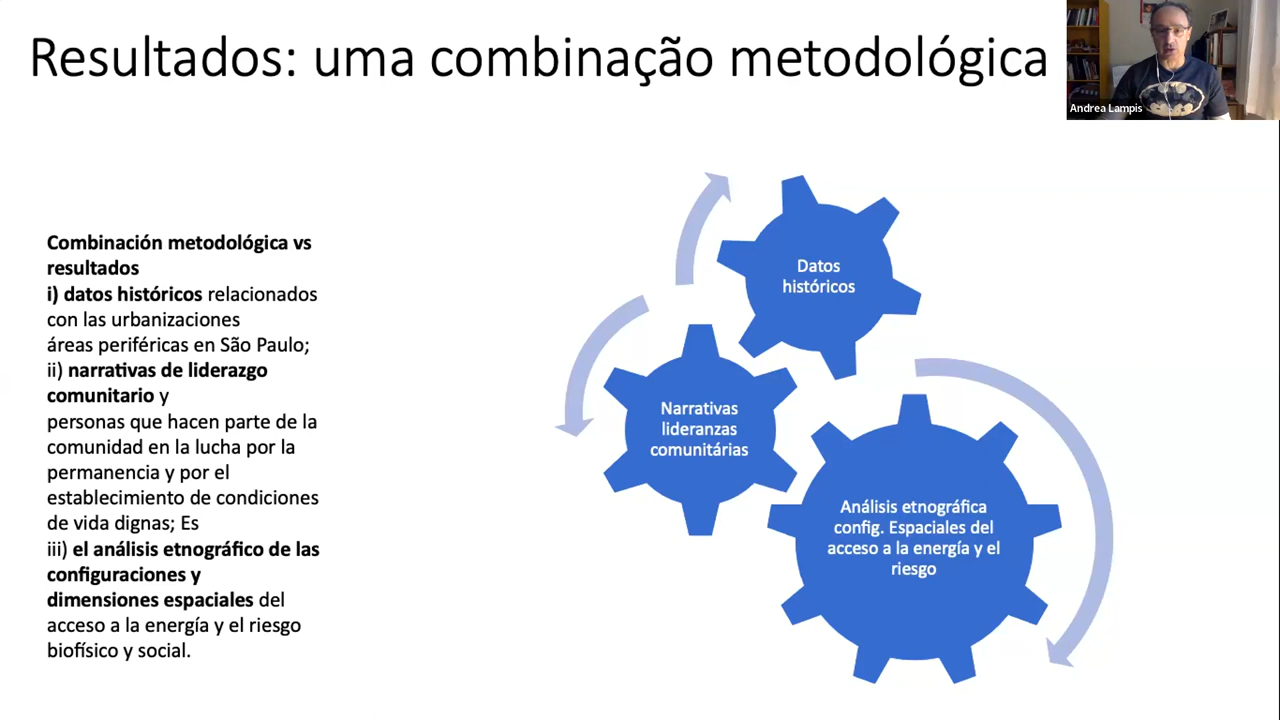 Resultados: uma combinação metodológica
Andrea Lampis
Combinación metodológica vs
resultados
i) datos históricos relacionados
con las urbanizaciones
áreas periféricas en São Paulo;
ii) narrativas de liderazgo
comunitario y
personas que hacen parte de la
comunidad en la lucha por la
permanencia y por el
establecimiento de condiciones
de vida dignas; Es
iii) el análisis etnográfico de las
configuraciones y
dimensiones espaciales del
acceso a la energía y el riesgo
biofísico y social.
Datos
históricos
Narrativas
lideranzas
comunitárias
Análisis etnográfica
config. Espaciales del
acceso a la energía y el
riesgo